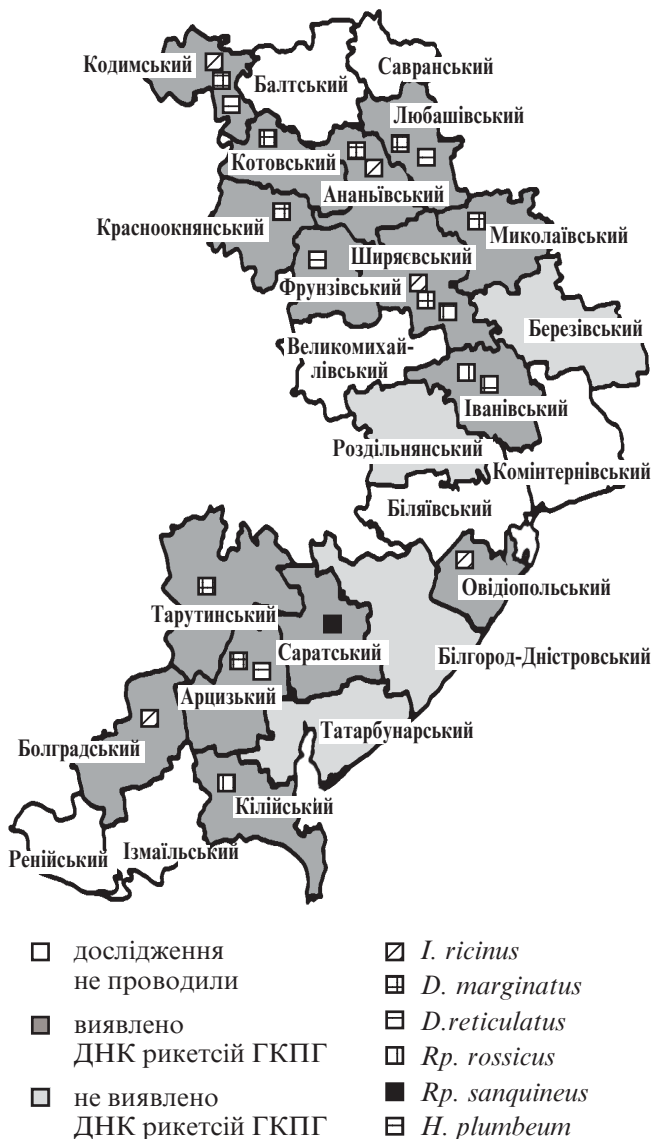 Кодимський
Балтський
Савранський
Любашівський
Котовський
Ананьївський
Красноокнянський
Миколаївський
Ширяєвський
Фрунзівський
Березівський
Великомихай-
лівський
Іванівський
Роздільнянський
Комінтернівський
Біляївський
Овідіопольський
Тарутинський
Саратський
Білгород-Дністровський
Арцизький
Татарбунарський
Болградський
Кілійський
Ренійський
Ізмаїльський
дослідження
не проводили
виявлено
ДНК рикетсій ГКПГ
не виявлено
ДНК рикетсій ГКПГ
I. ricinus
D. marginatus
D.reticulatus
Rp. rossicus
Rp. sanquineus
H. plumbeum